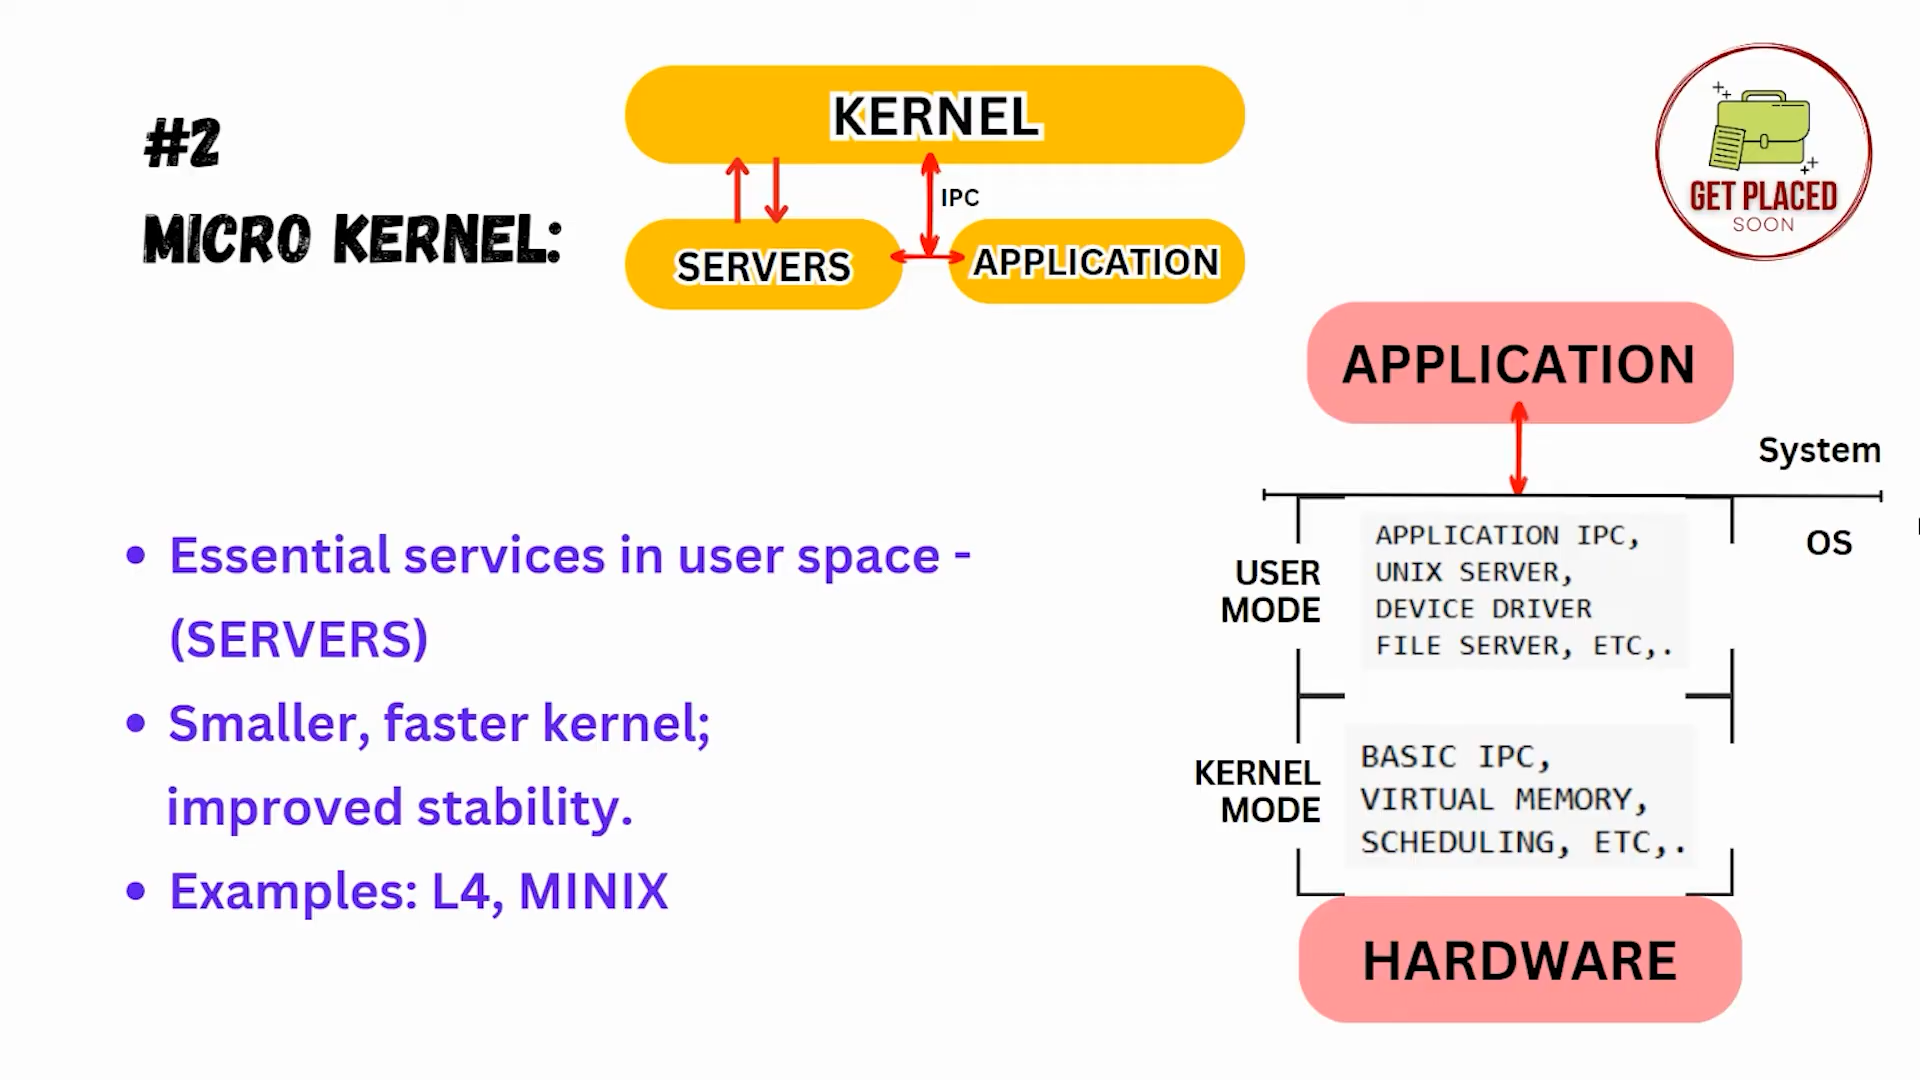 #2
MICRO KERNEL:
KERNEL
IPC
SERVERS
APPLICATION
GET PLACED
SOON
APPLICATION
System
OS
USER
MODE
APPLICATION IPC,
UNIX SERVER,
DEVICE DRIVER
FILE SERVER, ETC,.
KERNEL
MODE
BASIC IPC,
VIRTUAL MEMORY,
SCHEDULING, ETC,.
HARDWARE
• Essential services in user space -
(SERVERS)
• Smaller, faster kernel;
improved stability.
• Examples: L4, MINIX